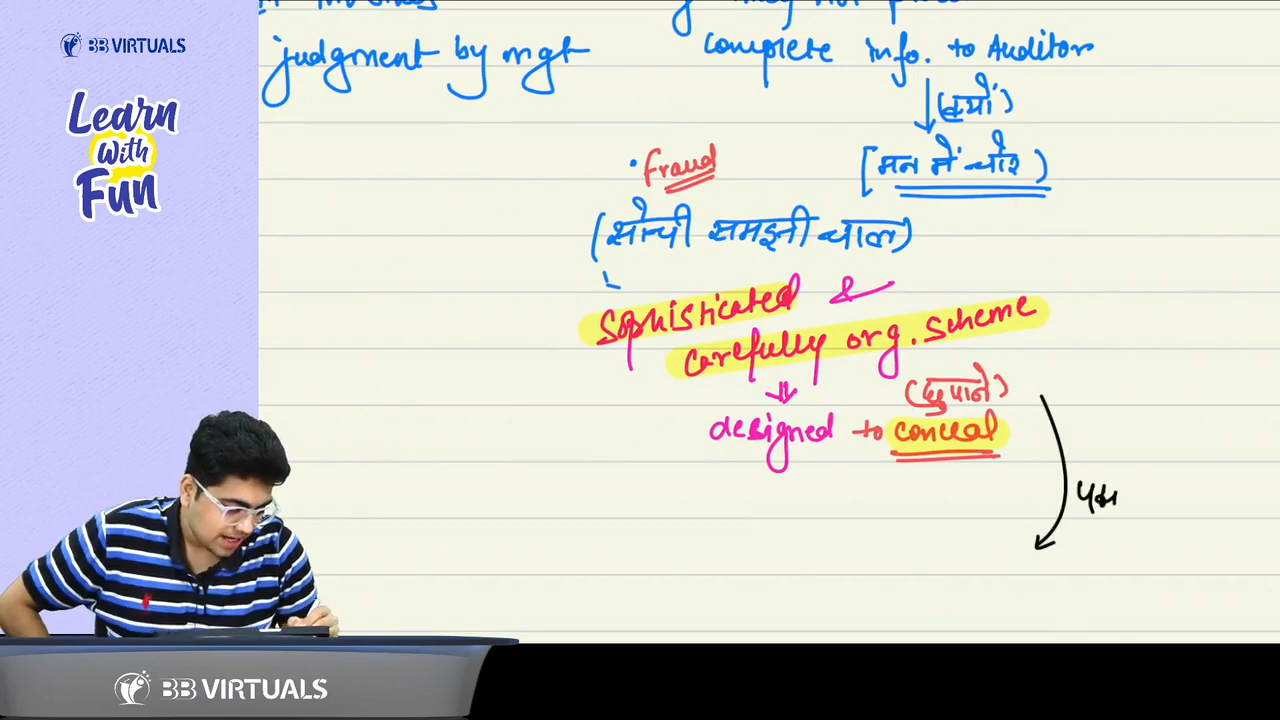 BB VIRTUALS
Learn
With
Fun
judgment by mgt
complete info. to Auditor
(क्यों)
[मन में चोर]
• fraud
(सोची समझी चाल)
Sophisticated &
carefully org. scheme
(छुपाने)
designed to conceal
BB VIRTUALS